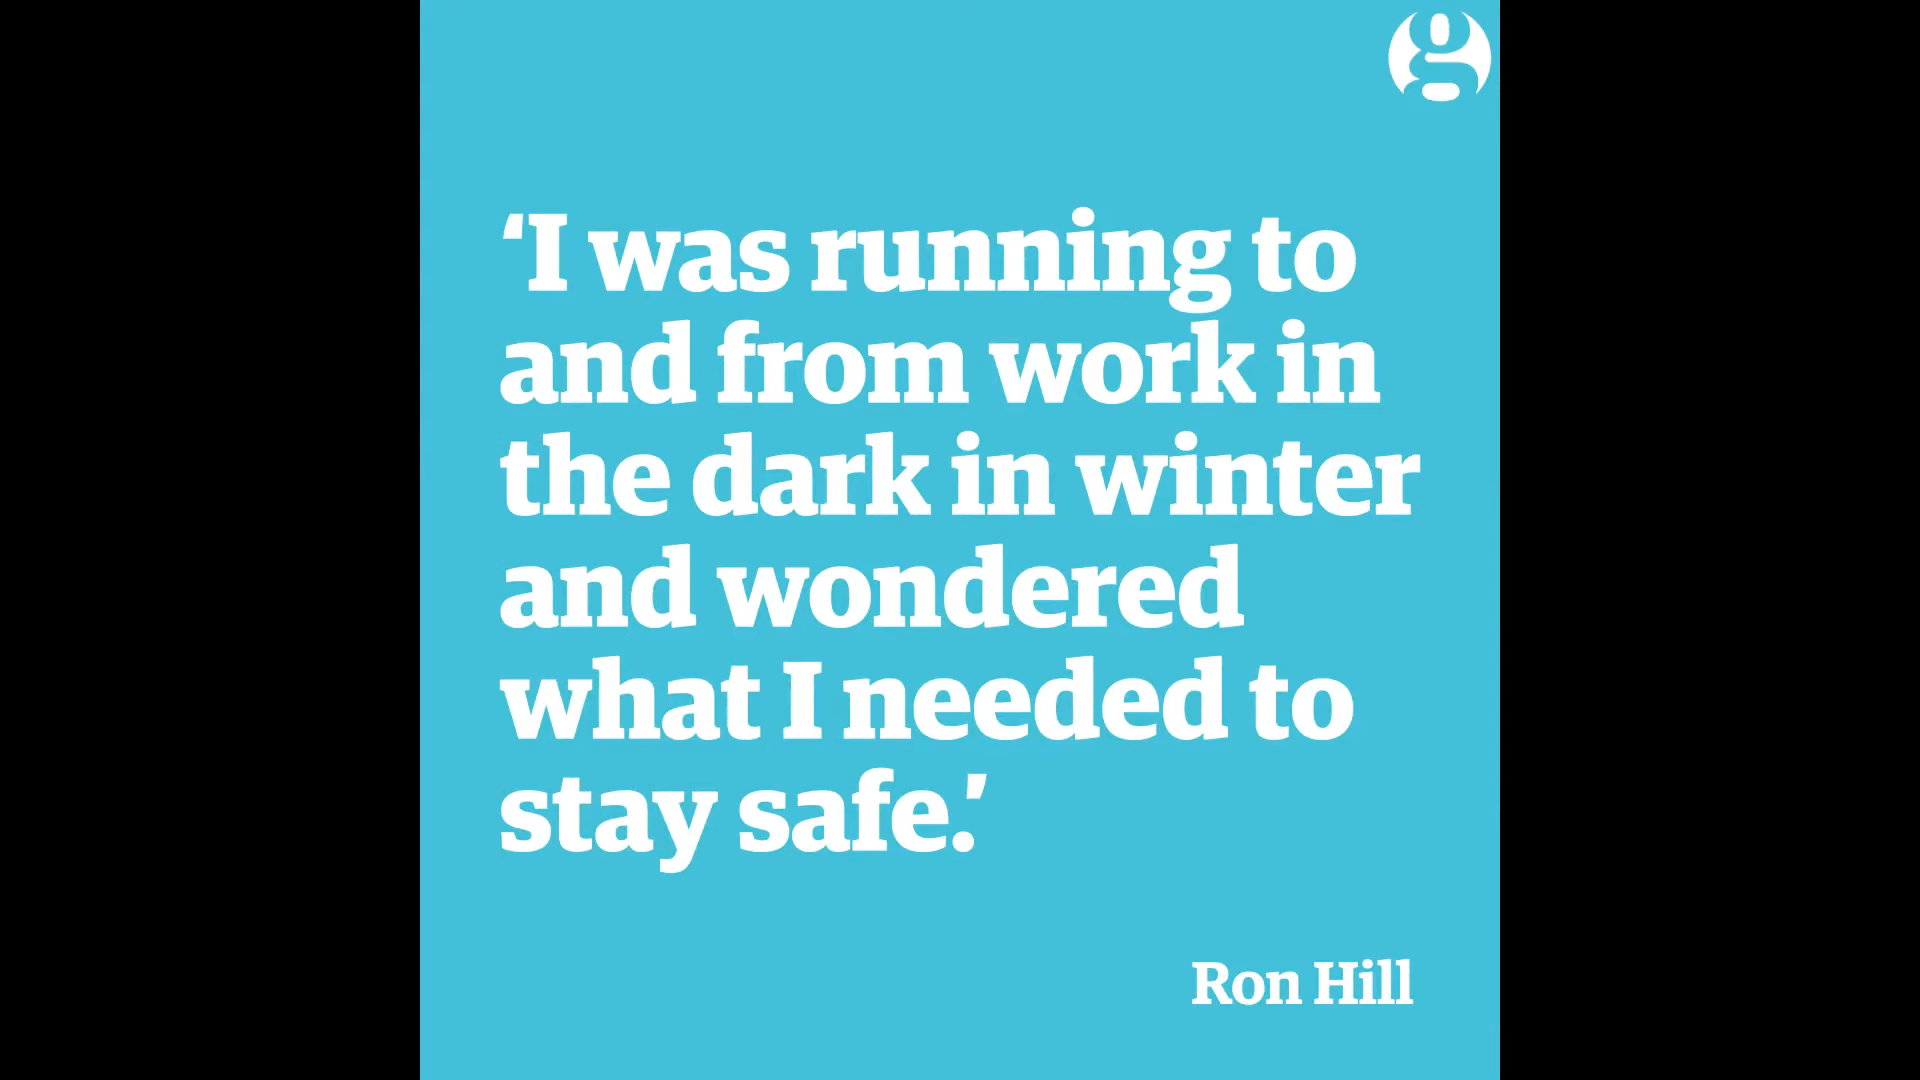 ‘I was running to
and from work in
the dark in winter
and wondered
what I needed to
stay safe.’
Ron Hill